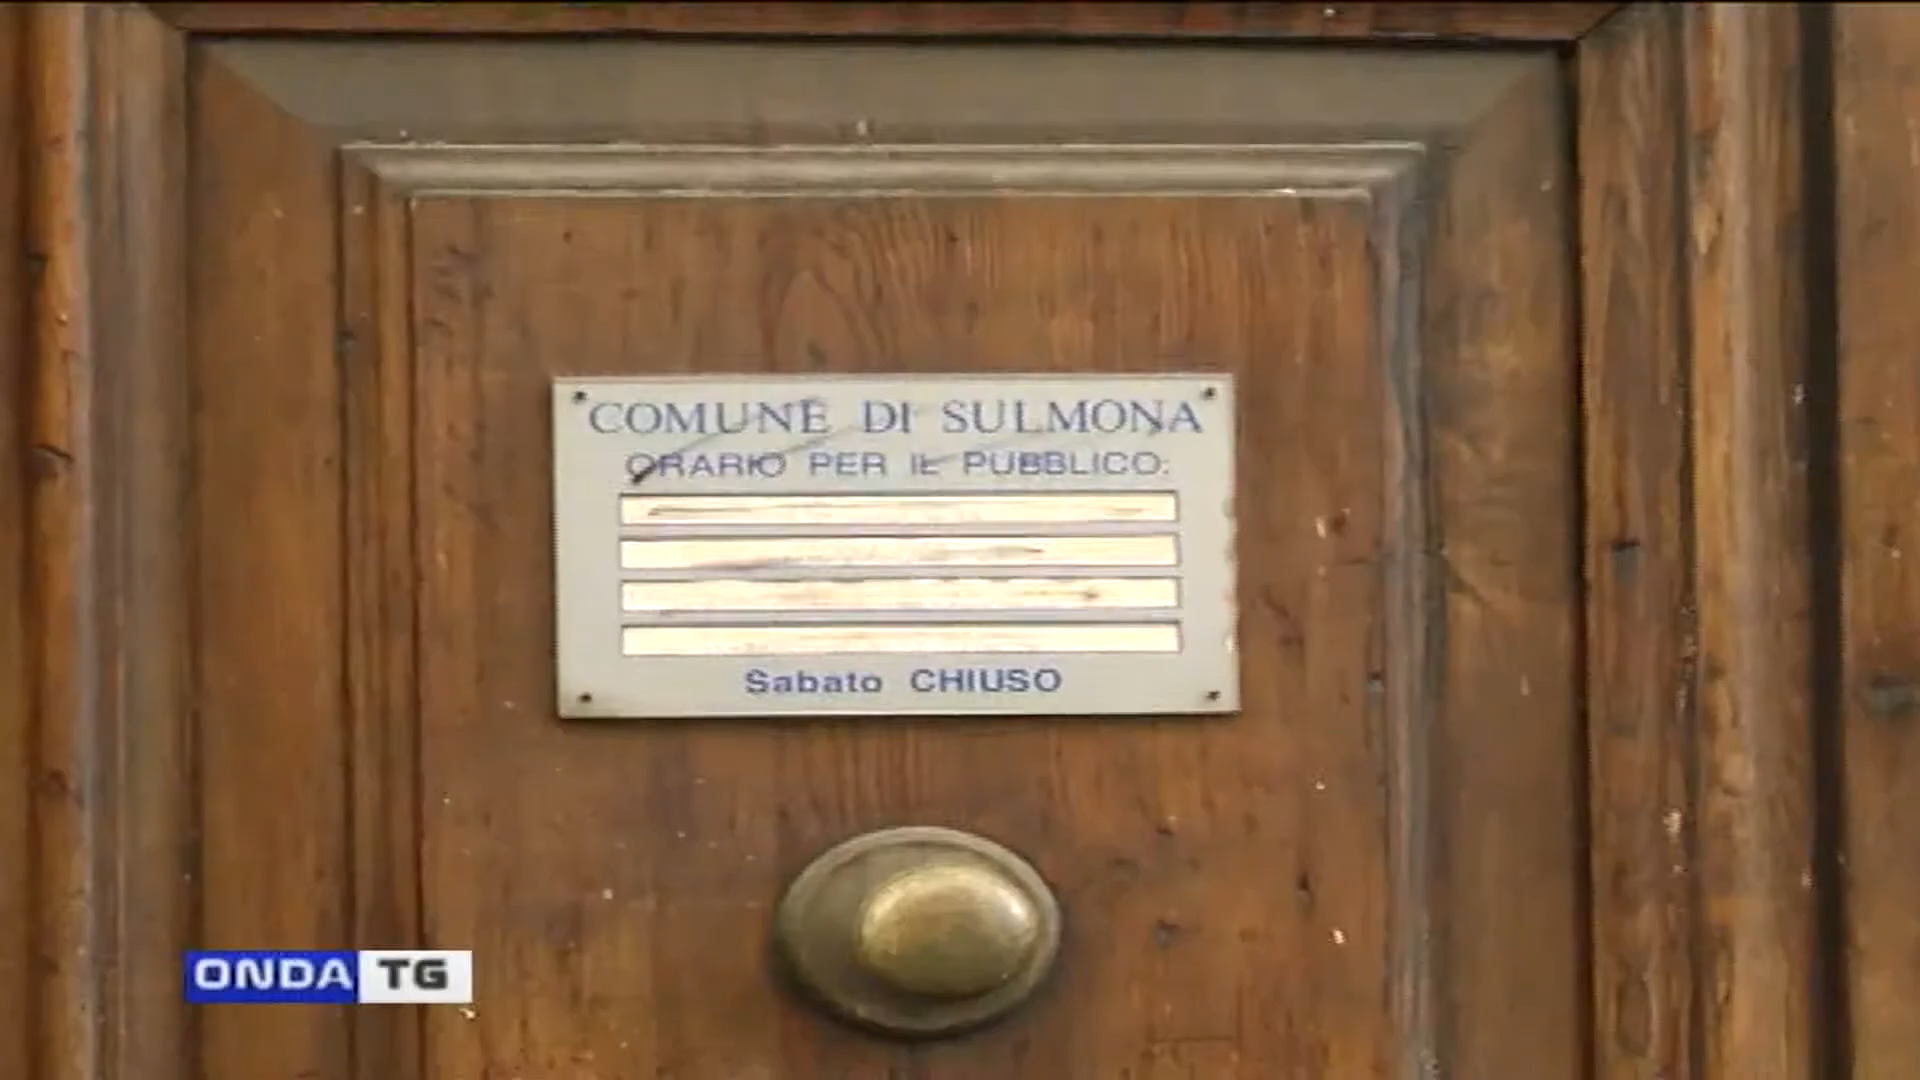 COMUNE DI SULMONA
ORARIO PER IL PUBBLICO:
Sabato CHIUSO
ONDA TG